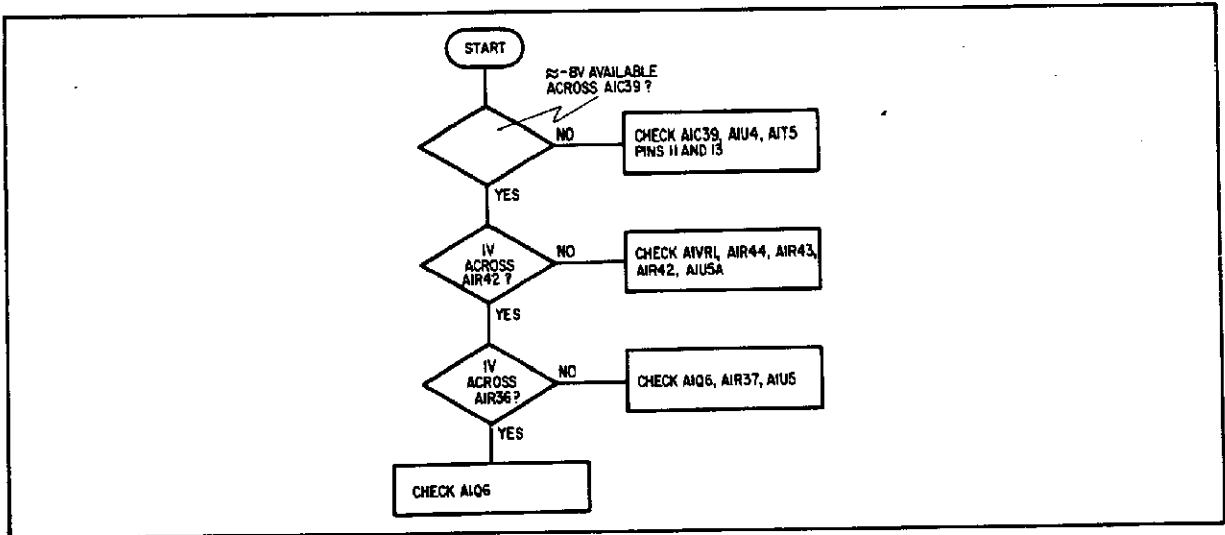 START
≈-8V AVAILABLE
ACROSS A1C39?
NO
CHECK A1C39, A1U4, A1T5
PINS 11 AND 13
YES
1V
ACROSS
A1R42?
NO
CHECK A1VR1, A1R44, A1R43,
A1R42, A1U5A
YES
1V
ACROSS
A1R36?
NO
CHECK A1Q6, A1R37, A1U5
YES
CHECK A1Q6